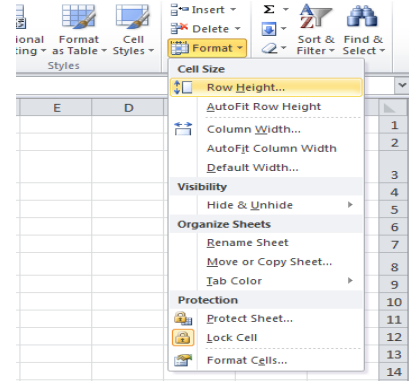 Insert
Delete
Format
Σ
ional Format Cell
ting as Table Styles
Sort & Find &
Filter Select
Styles
Cell Size
Row Height...
AutoFit Row Height
Column Width...
AutoFit Column Width
Default Width...
Visibility
Hide & Unhide
Organize Sheets
Rename Sheet
Move or Copy Sheet...
Tab Color
Protection
Protect Sheet...
Lock Cell
Format Cells...
E D
1
2
3
4
5
6
7
8
9
10
11
12
13
14